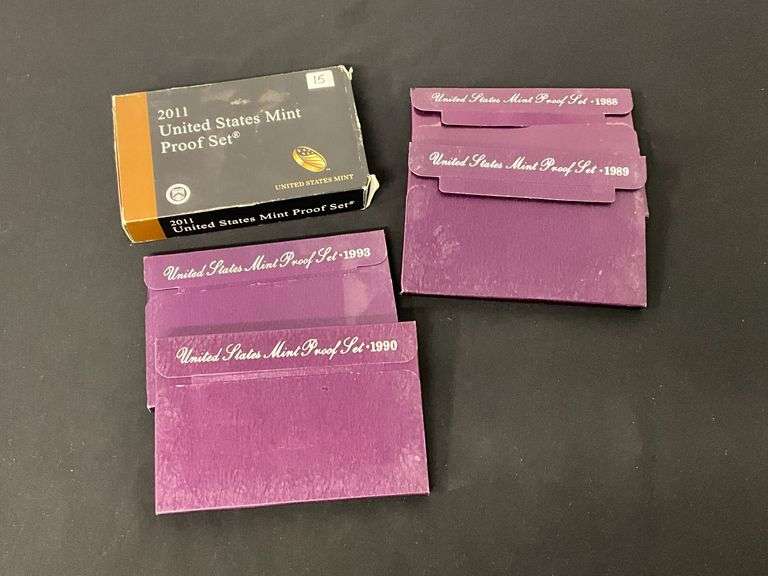 15
2011
United States Mint
Proof Set®
UNITED STATES MINT
2011
United States Mint Proof Set®
United States Mint Proof Set • 1988
United States Mint Proof Set • 1989
United States Mint Proof Set • 1993
United States Mint Proof Set • 1990